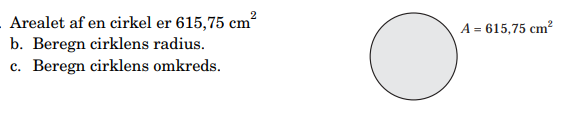 Arealet af en cirkel er 615,75 cm²
b. Beregn cirklens radius.
c. Beregn cirklens omkreds.
A = 615,75 cm²